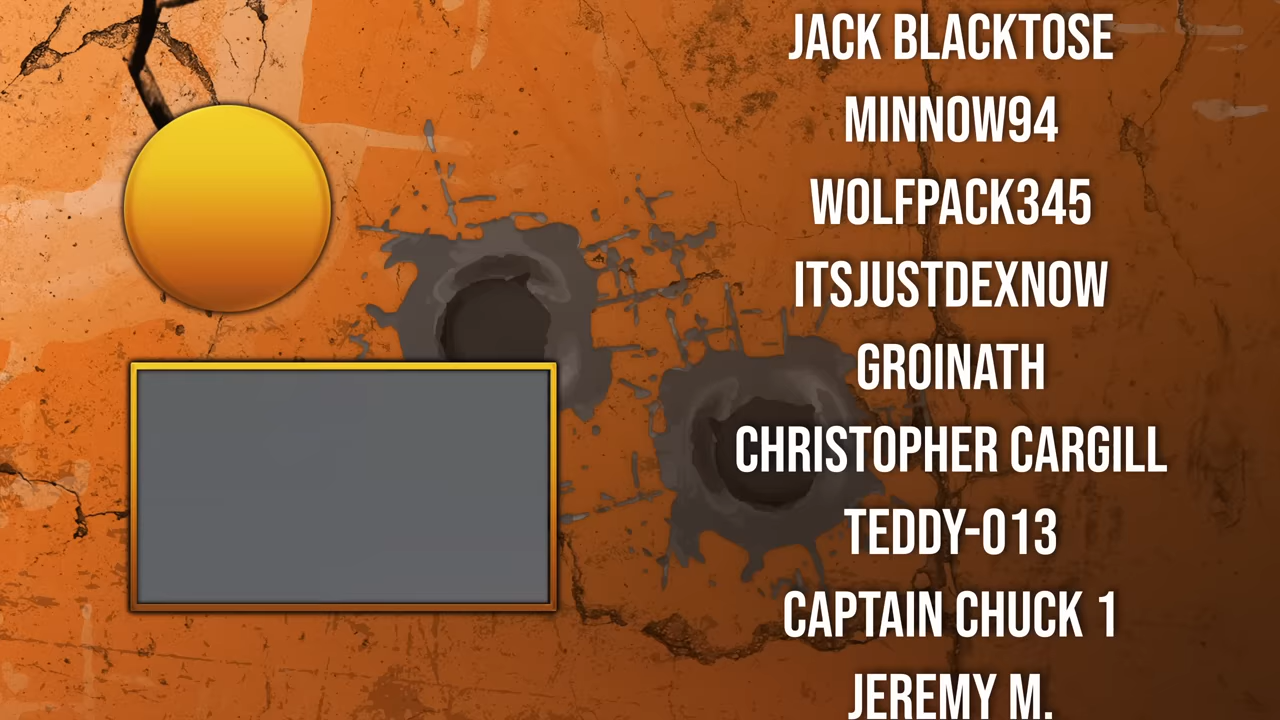 JACK BLACKTOSE
MINNOW94
WOLFPACK345
ITSJUSTDEXNOW
GROINATH
CHRISTOPHER CARGILL
TEDDY-013
CAPTAIN CHUCK 1
JEREMY M.